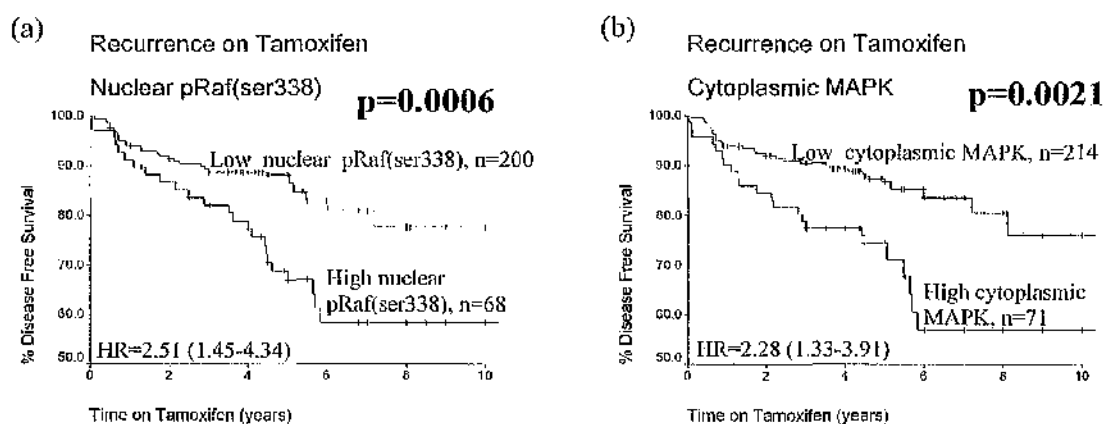 (a)
Recurrence on Tamoxifen
Nuclear pRaf(ser338)
p=0.0006
100.0
90.0
80.0
70.0
60.0
50.0
% Disease Free Survival
Low nuclear pRaf(ser338), n=200
High nuclear
pRaf(ser338), n=68
HR=2.51 (1.45-4.34)
0 2 4 6 8 10
Time on Tamoxifen (years)
(b)
Recurrence on Tamoxifen
Cytoplasmic MAPK
p=0.0021
100.0
90.0
80.0
70.0
60.0
50.0
% Disease Free Survival
Low cytoplasmic MAPK, n=214
High cytoplasmic
MAPK, n=71
HR=2.28 (1.33-3.91)
0 2 4 6 8 10
Time on Tamoxifen (years)